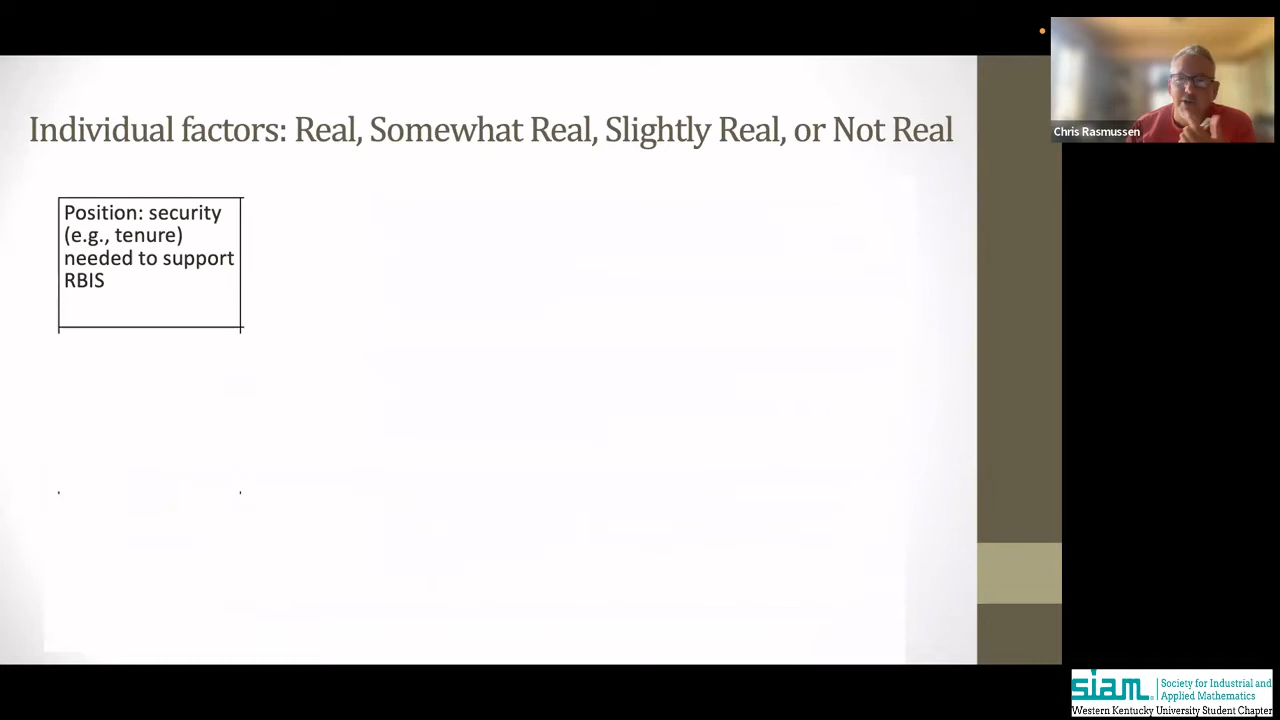 Individual factors: Real, Somewhat Real, Slightly Real, or Not Real
Position: security
(e.g., tenure)
needed to support
RBIS
Chris Rasmussen
siam. Society for Industrial and
Applied Mathematics
Western Kentucky University Student Chapter